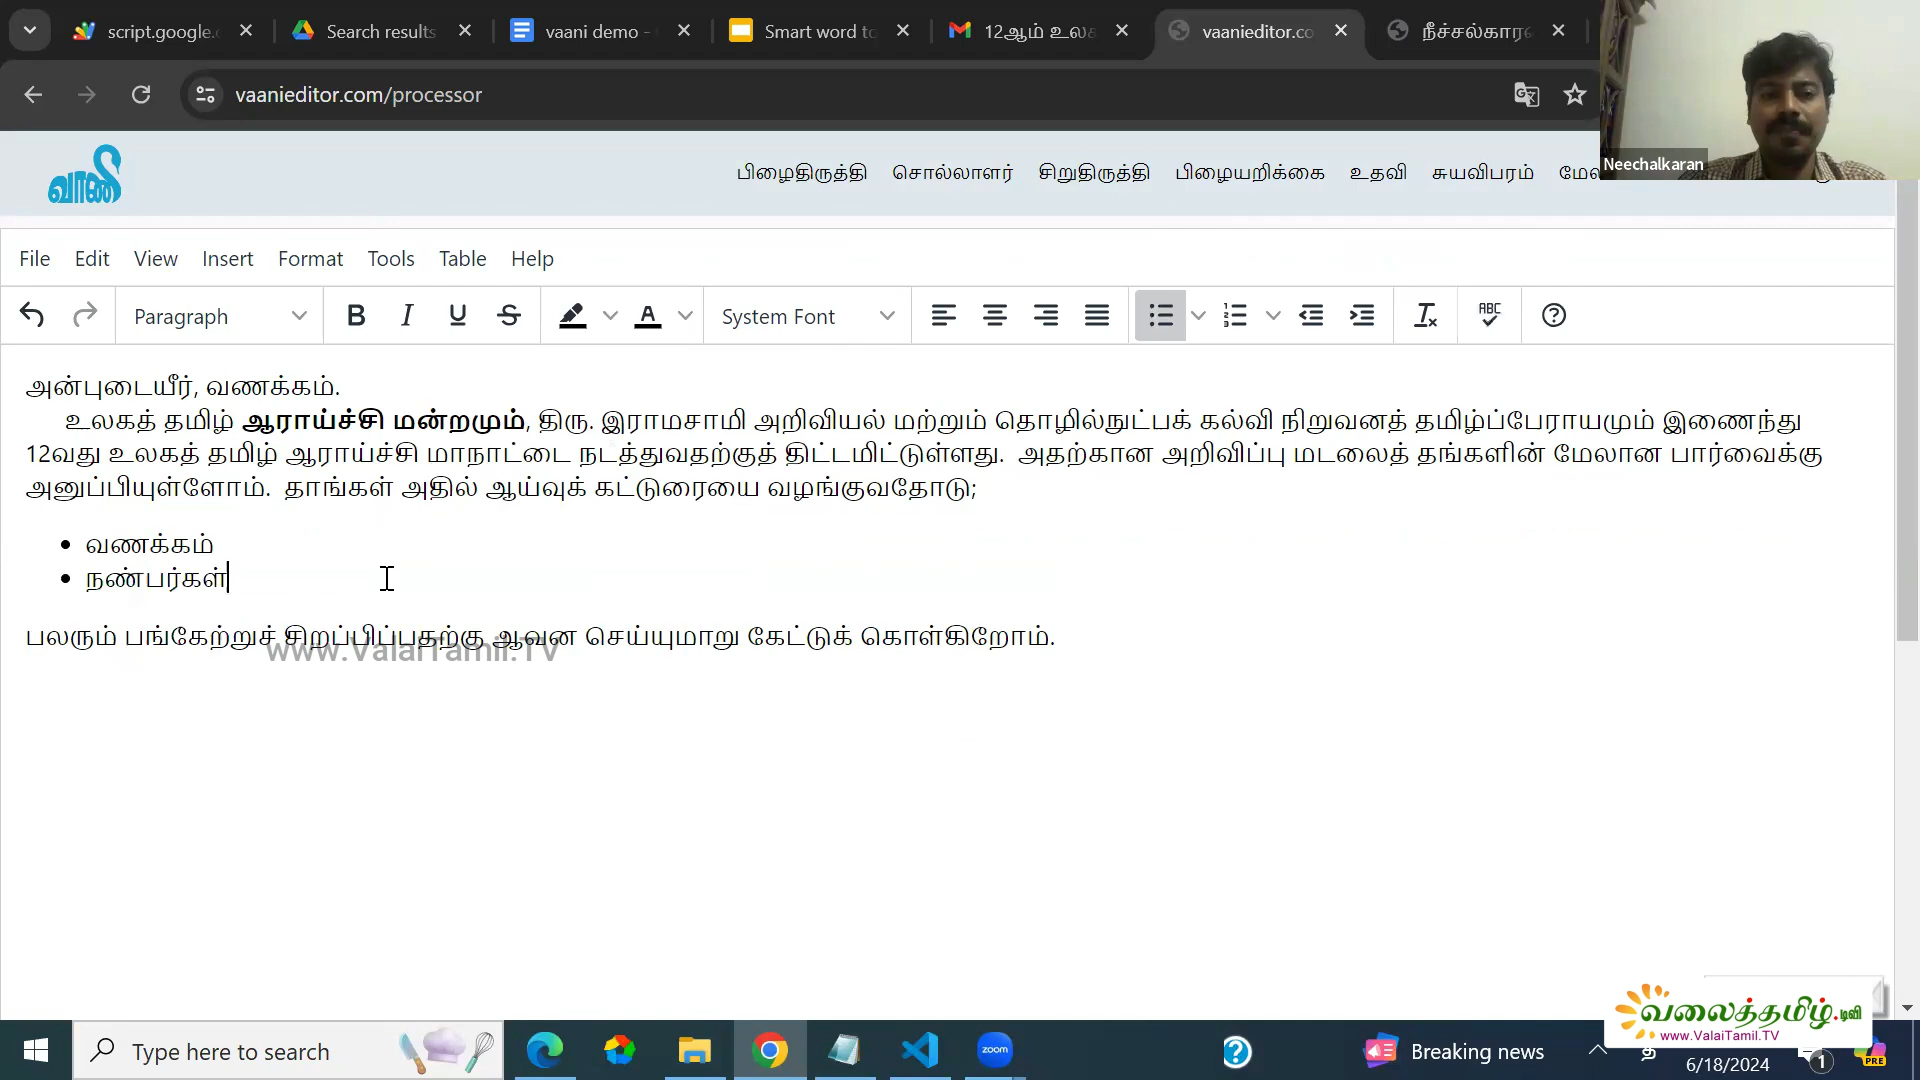 script.google. Search results vaani demo - Smart word to 12ஆம் உலக vaanieditor.co நீச்சல்கார
vaanieditor.com/processor
Neechalkaran
வாணி பிழைதிருத்தி சொல்லாளர் சிறுதிருத்தி பிழையறிக்கை உதவி சுயவிபரம் மேல
File Edit View Insert Format Tools Table Help
Paragraph B I U S A System Font ABC
அன்புடையீர், வணக்கம்.
உலகத் தமிழ் ஆராய்ச்சி மன்றமும், திரு. இராமசாமி அறிவியல் மற்றும் தொழில்நுட்பக் கல்வி நிறுவனத் தமிழ்ப்பேராயமும் இணைந்து
12வது உலகத் தமிழ் ஆராய்ச்சி மாநாட்டை நடத்துவதற்குத் திட்டமிட்டுள்ளது. அதற்கான அறிவிப்பு மடலைத் தங்களின் மேலான பார்வைக்கு
அனுப்பியுள்ளோம். தாங்கள் அதில் ஆய்வுக் கட்டுரையை வழங்குவதோடு;
• வணக்கம்
• நண்பர்கள்
பலரும் பங்கேற்றுச் சிறப்பிப்பதற்கு ஆவன செய்யுமாறு கேட்டுக் கொள்கிறோம்.
www.ValaiTamil.TV
வலைத்தமிழ்.டிவி
www.ValaiTamil.TV
Type here to search zoom Breaking news த 6/18/2024 1 PRE